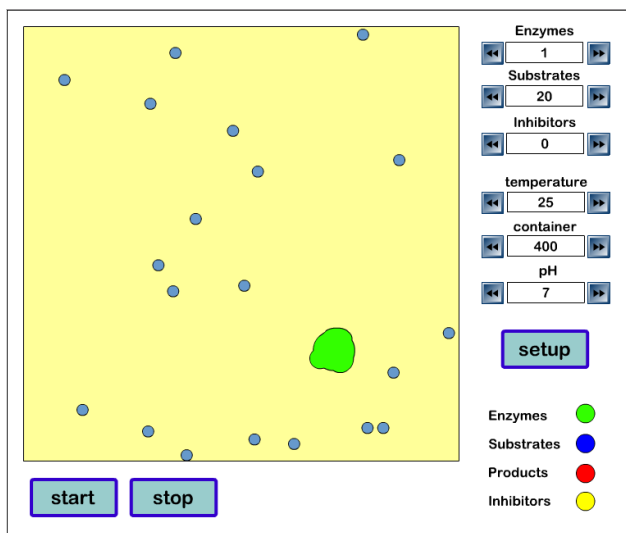 Enzymes
1
Substrates
20
Inhibitors
0
temperature
25
container
400
pH
7
setup
Enzymes
Substrates
Products
Inhibitors
start stop